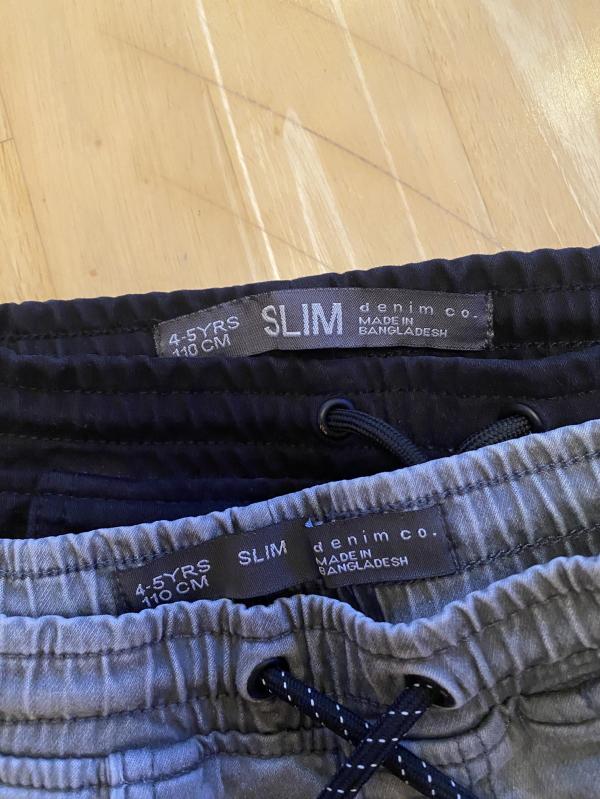 4-5YRS
110 CM
SLIM
denim co.
MADE IN
BANGLADESH
4-5YRS
110 CM
SLIM
denim co.
MADE IN
BANGLADESH